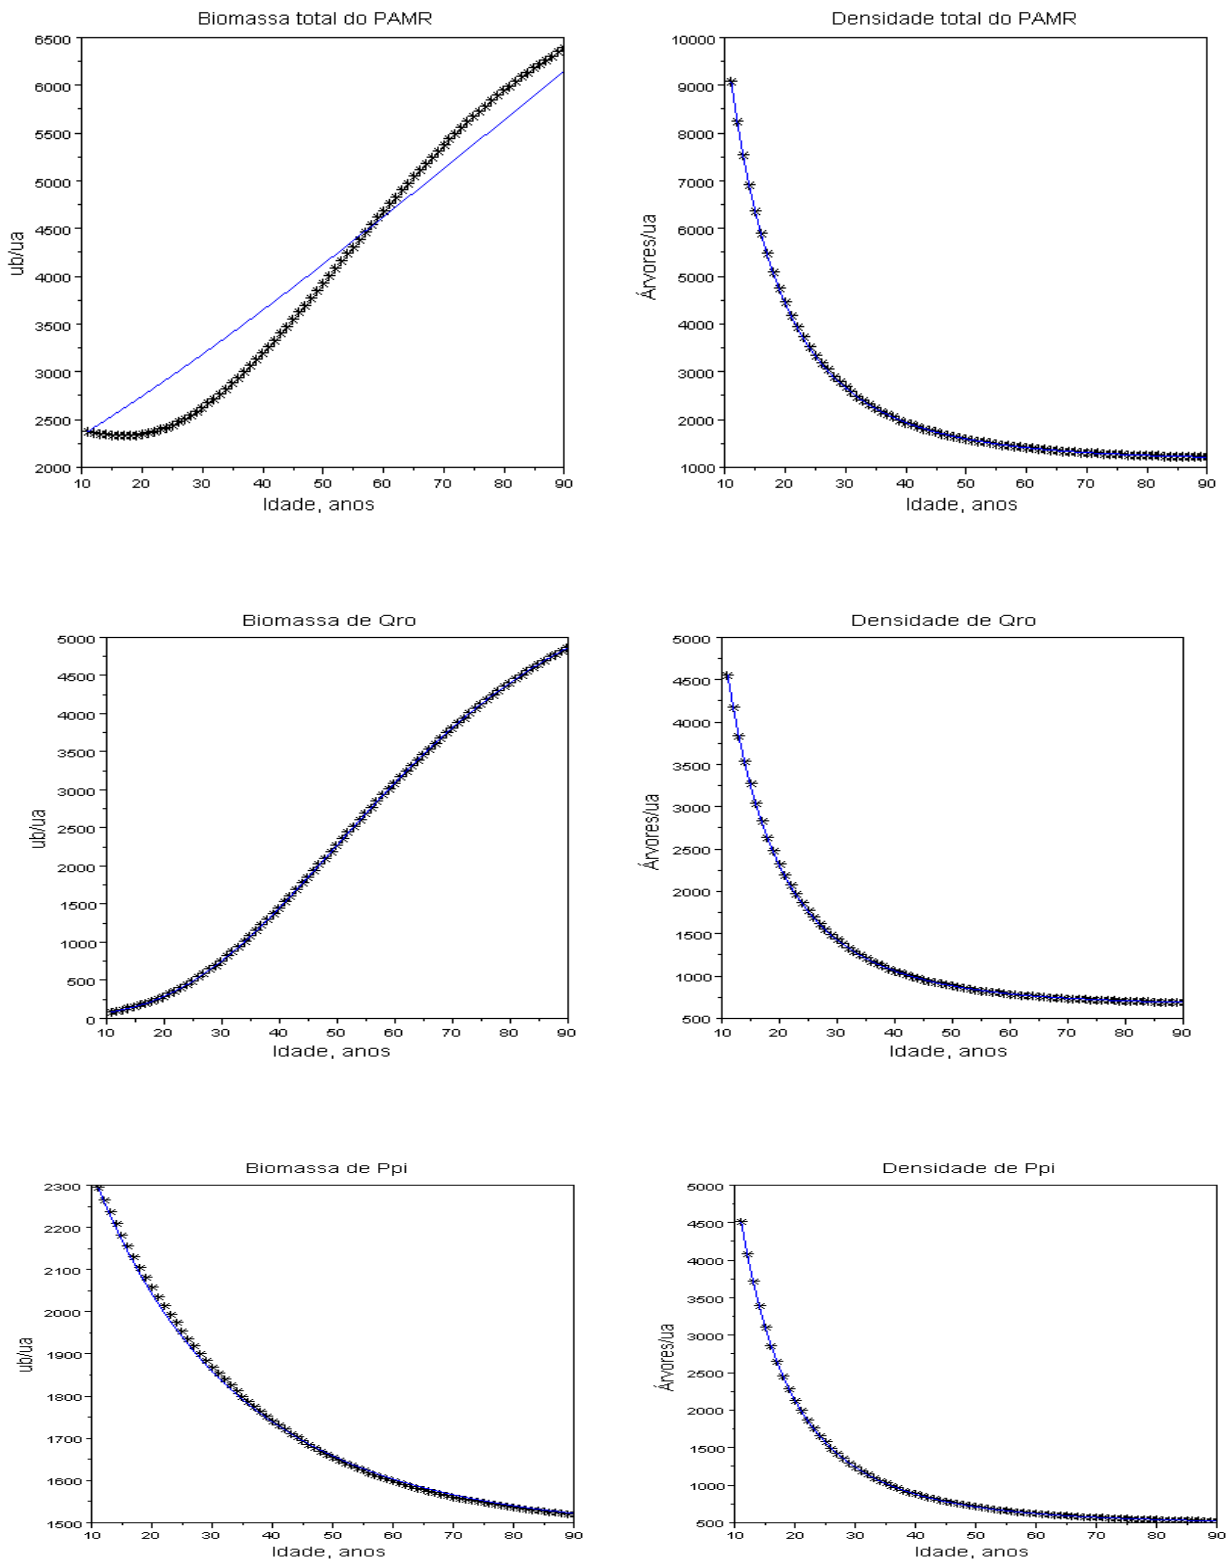 Biomassa total do PAMR
6500
6000
5500
5000
4500
4000
3500
3000
2500
2000
ub/ua
10 20 30 40 50 60 70 80 90
Idade, anos
Densidade total do PAMR
10000
9000
8000
7000
6000
5000
4000
3000
2000
1000
Árvores/ua
10 20 30 40 50 60 70 80 90
Idade, anos
Biomassa de Qro
5000
4500
4000
3500
3000
2500
2000
1500
1000
500
0
ub/ua
10 20 30 40 50 60 70 80 90
Idade, anos
Densidade de Qro
5000
4500
4000
3500
3000
2500
2000
1500
1000
500
Árvores/ua
10 20 30 40 50 60 70 80 90
Idade, anos
Biomassa de Ppi
2300
2200
2100
2000
1900
1800
1700
1600
1500
ub/ua
10 20 30 40 50 60 70 80 90
Idade, anos
Densidade de Ppi
5000
4500
4000
3500
3000
2500
2000
1500
1000
500
Árvores/ua
10 20 30 40 50 60 70 80 90
Idade, anos